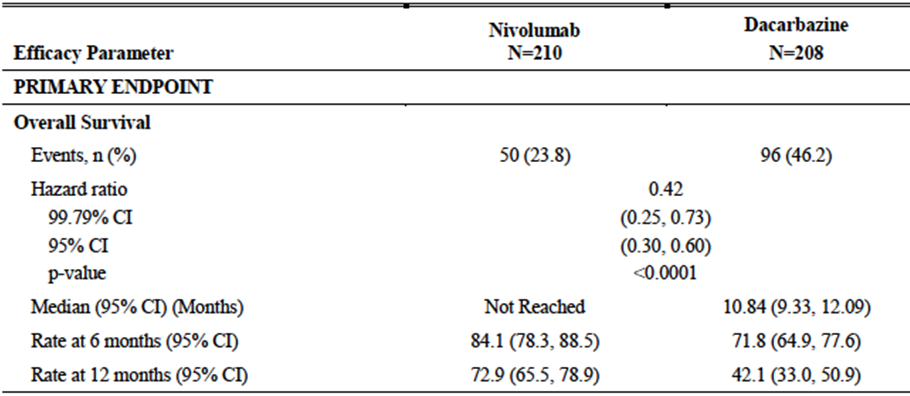 Efficacy Parameter Nivolumab N=210 Dacarbazine N=208
PRIMARY ENDPOINT
Overall Survival
Events, n (%) 50 (23.8) 96 (46.2)
Hazard ratio 0.42
99.79% CI (0.25, 0.73)
95% CI (0.30, 0.60)
p-value <0.0001
Median (95% CI) (Months) Not Reached 10.84 (9.33, 12.09)
Rate at 6 months (95% CI) 84.1 (78.3, 88.5) 71.8 (64.9, 77.6)
Rate at 12 months (95% CI) 72.9 (65.5, 78.9) 42.1 (33.0, 50.9)